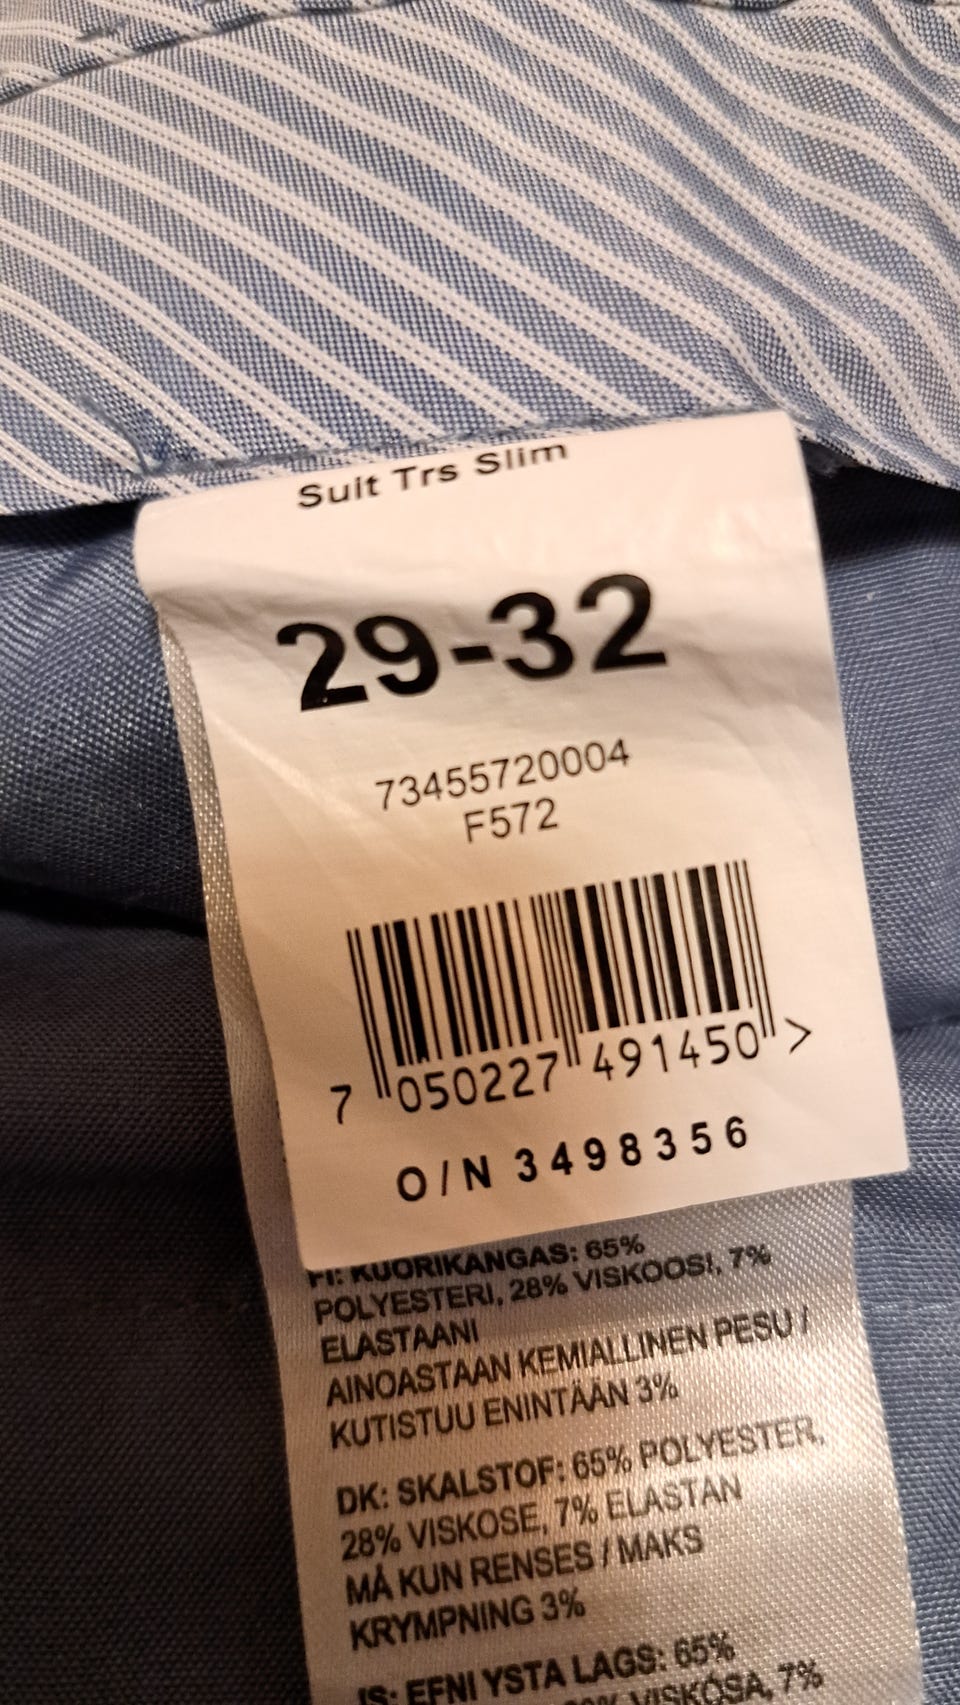 Suit Trs Slim
29-32
73455720004
F572
7 050227 491450 >
O/N 3498356
FI: KUORIKANGAS: 65%
POLYESTERI, 28% VISKOOSI, 7%
ELASTAANI
AINOASTAAN KEMIALLINEN PESU /
KUTISTUU ENINTÄÄN 3%
DK: SKALSTOF: 65% POLYESTER,
28% VISKOSE, 7% ELASTAN
MÅ KUN RENSES / MAKS
KRYMPNING 3%
IS: EFNI YSTA LAGS: 65%
VISKÓSA, 7%